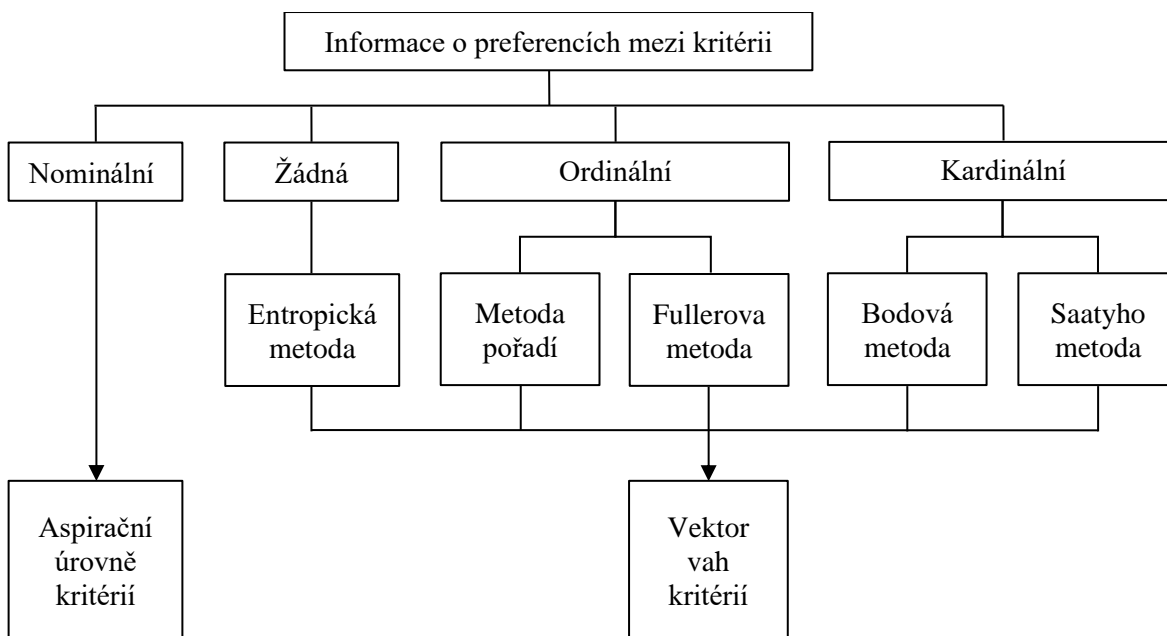 Informace o preferencích mezi kritérii
Nominální
Žádná
Ordinální
Kardinální
Entropická
metoda
Metoda
pořadí
Fullerova
metoda
Bodová
metoda
Saatyho
metoda
Aspirační
úrovně
kritérií
Vektor
vah
kritérií